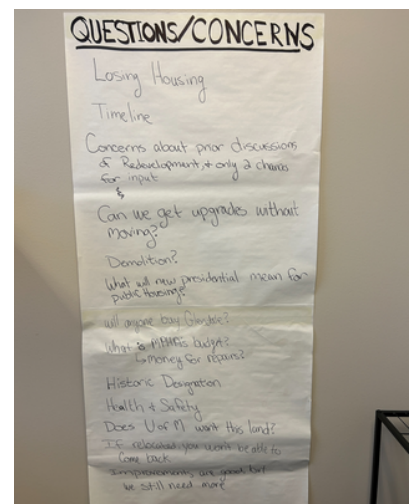 QUESTIONS/CONCERNS
Losing Housing
Timeline
Concerns about prior discussions
of Redevelopment, + only 2 chances
for input
&
Can we get upgrades without
moving?
Demolition?
What will new presidential mean for
public housing?
will anyone buy Glendale?
What is MPHA's budget?
↳ money for repairs?
Historic Designation
Health + Safety
Does U of M want this land?
If relocated you won't be able to
come back
Improvements are good, but
we still need more